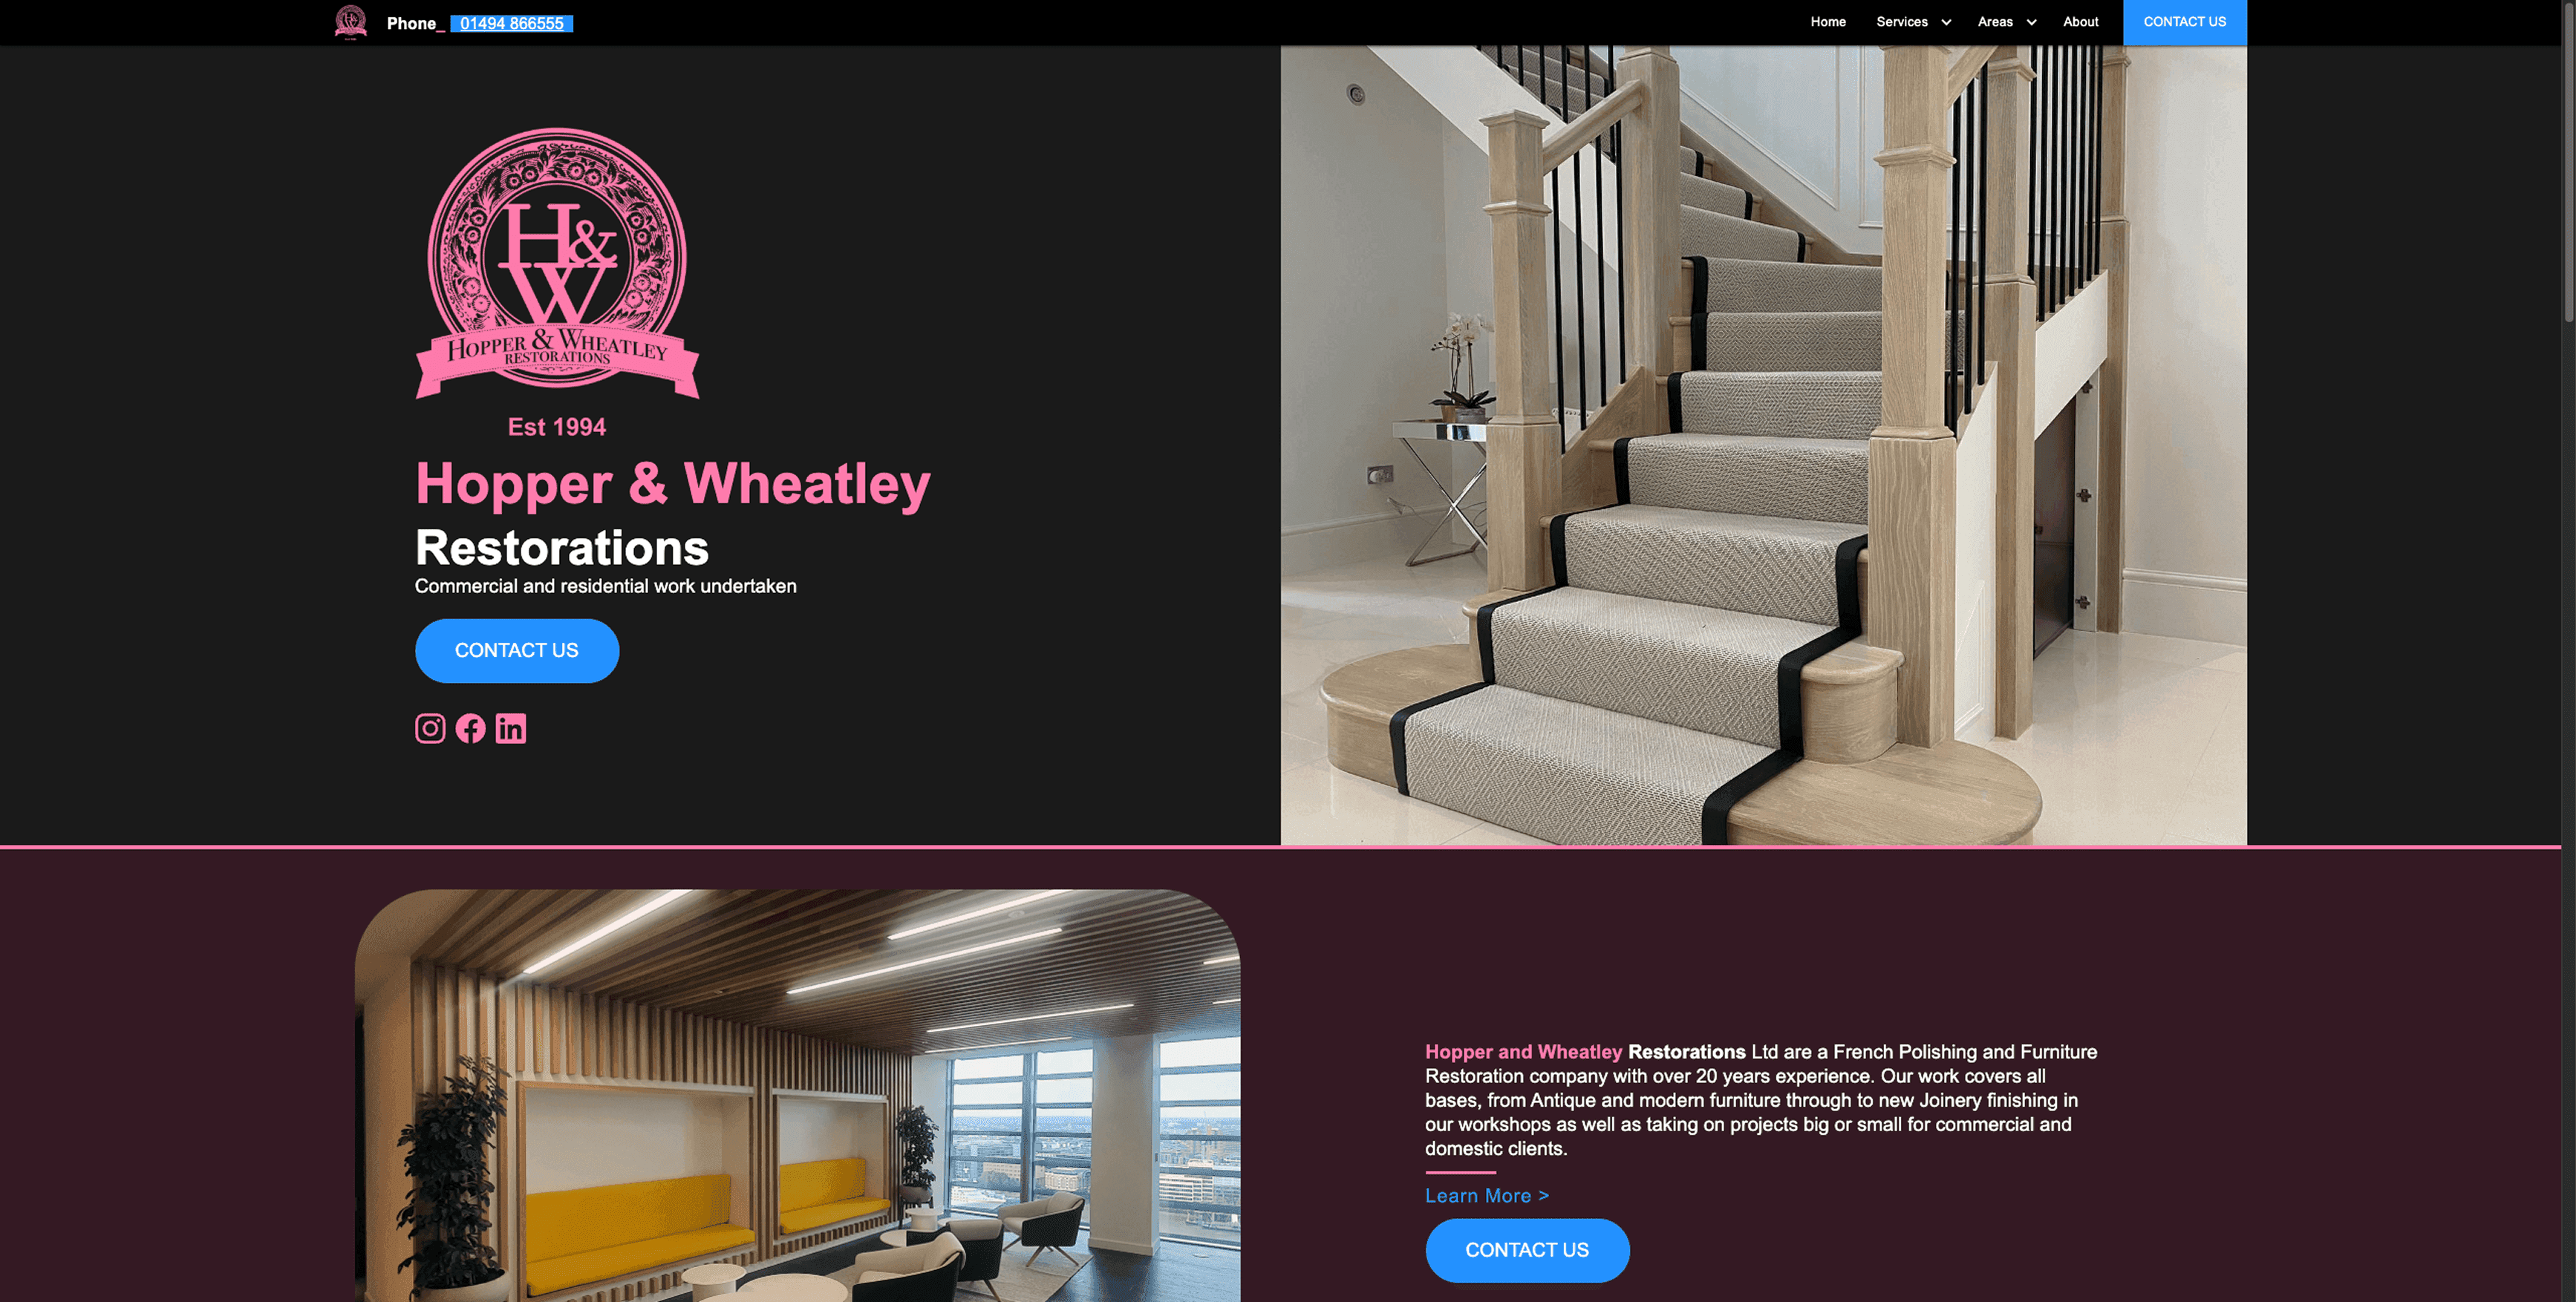 Phone_ 01494 866555
Home Services Areas About CONTACT US
H&
W
HOPPER & WHEATLEY
RESTORATIONS
Est 1994
Hopper & Wheatley
Restorations
Commercial and residential work undertaken
CONTACT US
Hopper and Wheatley Restorations Ltd are a French Polishing and Furniture
Restoration company with over 20 years experience. Our work covers all
bases, from Antique and modern furniture through to new Joinery finishing in
our workshops as well as taking on projects big or small for commercial and
domestic clients.
Learn More >
CONTACT US